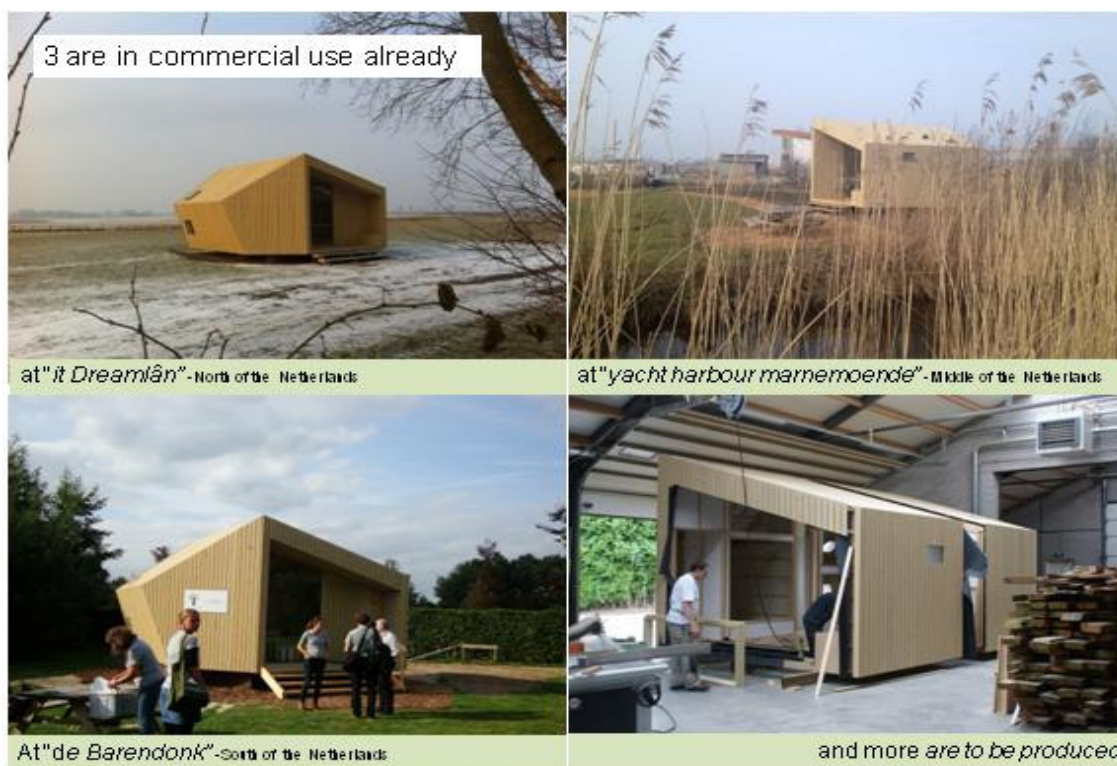 3 are in commercial use already
at "it Dreamlân" - North of the Netherlands
at "yacht harbour marnemoende" - Middle of the Netherlands
At "de Barendonk" - South of the Netherlands
and more are to be produced